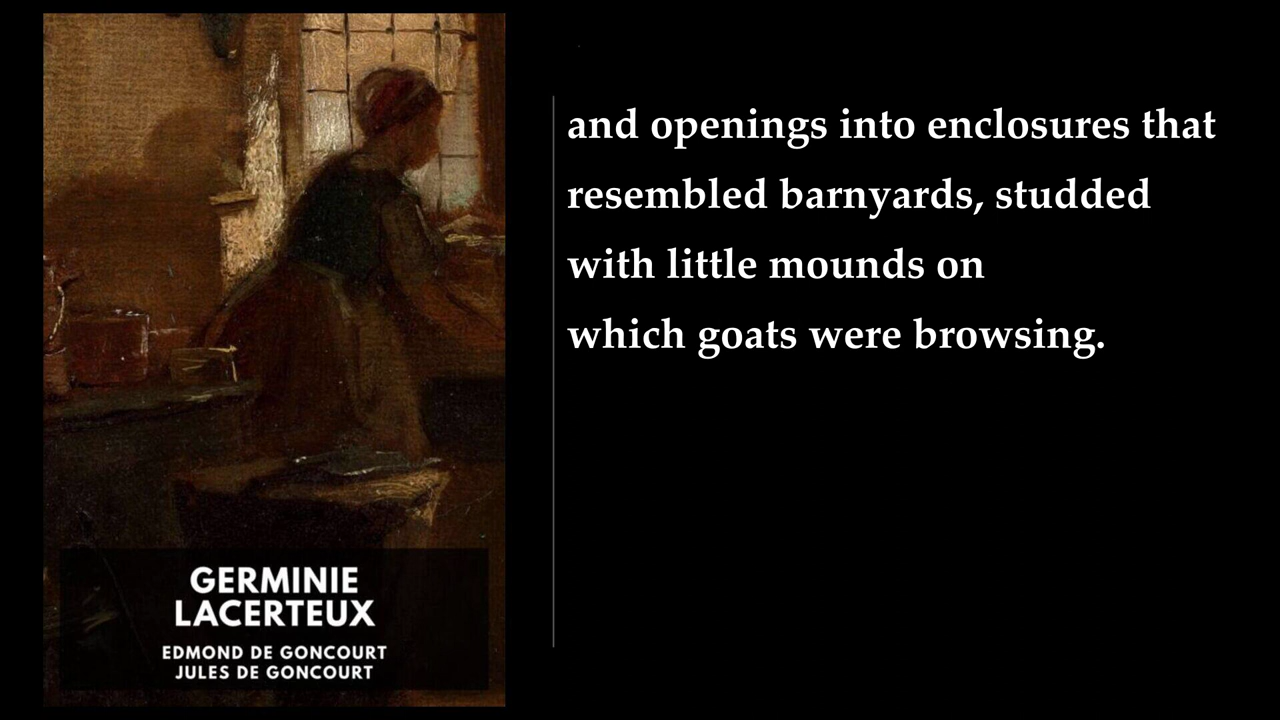 and openings into enclosures that
resembled barnyards, studded
with little mounds on
which goats were browsing.
GERMINIE
LACERTEUX
EDMOND DE GONCOURT
JULES DE GONCOURT